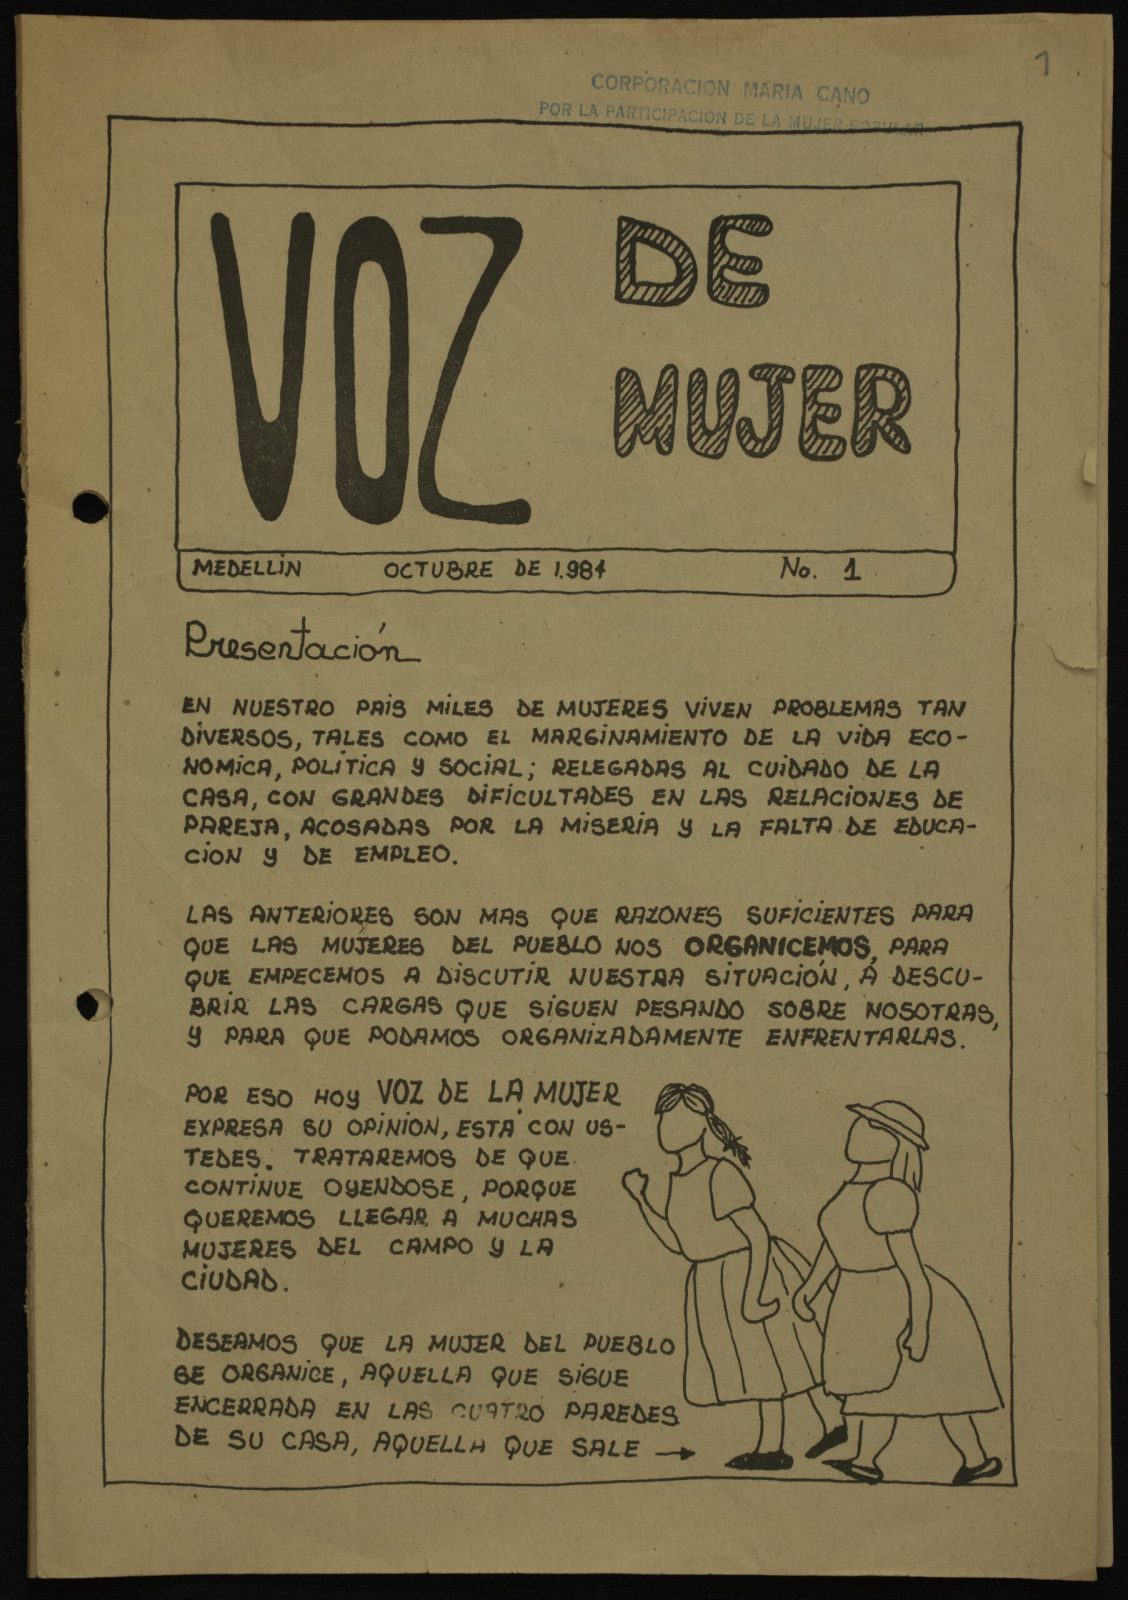 1
CORPORACION MARIA CANO
POR LA PARTICIPACION DE LA MUJER POPULAR
VOZ DE MUJER
MEDELLIN OCTUBRE DE 1.984 No. 1
Presentación
EN NUESTRO PAIS MILES DE MUJERES VIVEN PROBLEMAS TAN
DIVERSOS, TALES COMO EL MARGINAMIENTO DE LA VIDA ECO-
NOMICA, POLITICA Y SOCIAL; RELEGADAS AL CUIDADO DE LA
CASA, CON GRANDES DIFICULTADES EN LAS RELACIONES DE
PAREJA, ACOSADAS POR LA MISERIA Y LA FALTA DE EDUCA-
CION Y DE EMPLEO.
LAS ANTERIORES SON MAS QUE RAZONES SUFICIENTES PARA
QUE LAS MUJERES DEL PUEBLO NOS ORGANICEMOS, PARA
QUE EMPECEMOS A DISCUTIR NUESTRA SITUACIÓN, A DESCU-
BRIR LAS CARGAS QUE SIGUEN PESANDO SOBRE NOSOTRAS,
Y PARA QUE PODAMOS ORGANIZADAMENTE ENFRENTARLAS.
POR ESO HOY VOZ DE LA MUJER
EXPRESA SU OPINION, ESTÁ CON US-
TEDES. TRATAREMOS DE QUE
CONTINUE OYENDOSE, PORQUE
QUEREMOS LLEGAR A MUCHAS
MUJERES DEL CAMPO Y LA
CIUDAD.
DESEAMOS QUE LA MUJER DEL PUEBLO
SE ORGANICE, AQUELLA QUE SIGUE
ENCERRADA EN LAS CUATRO PAREDES
DE SU CASA, AQUELLA QUE SALE →